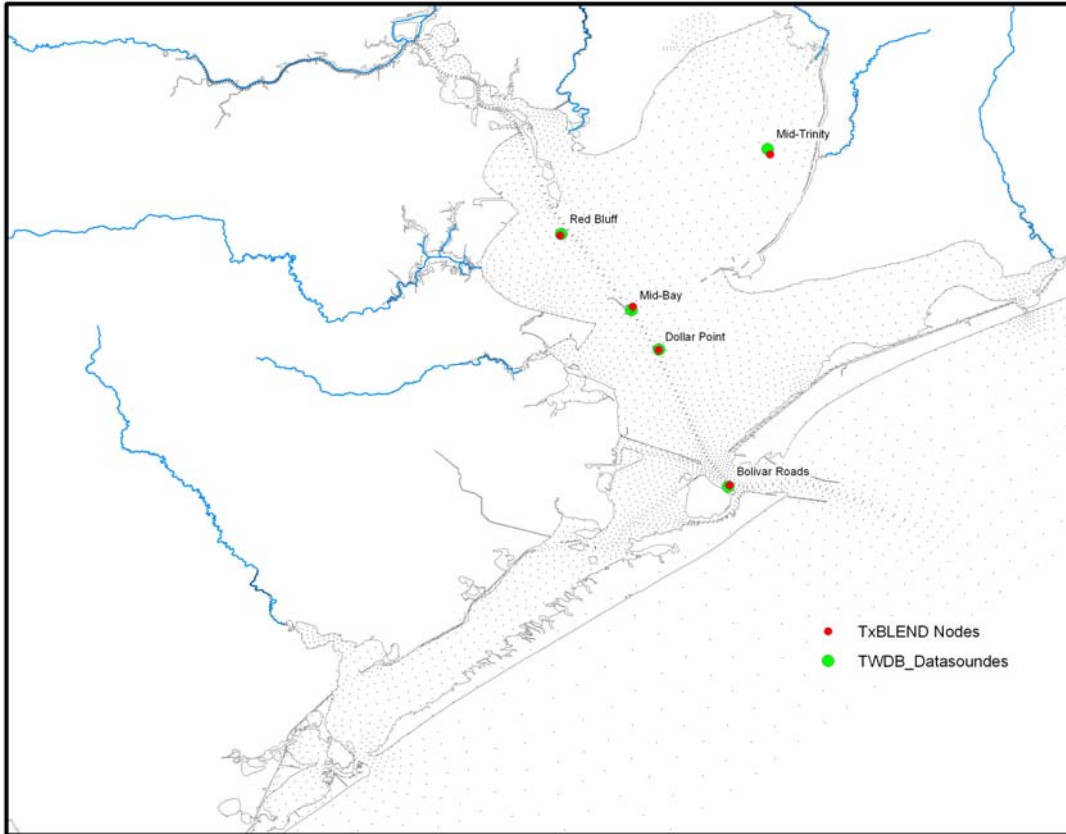 Mid-Trinity
Red Bluff
Mid-Bay
Dollar Point
Bolivar Roads
TxBLEND Nodes
TWDB_Datasoundes